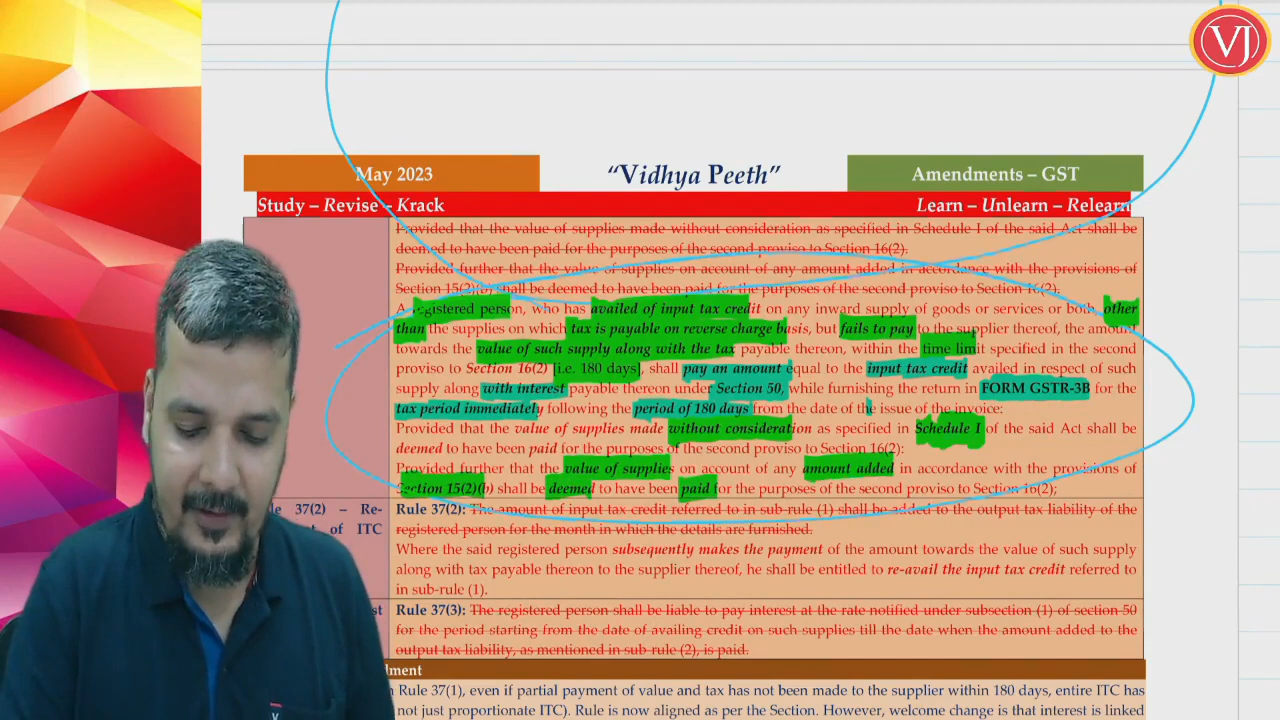 VJ
May 2023
“Vidhya Peeth”
Amendments – GST
Study – Revise – Krack
Learn – Unlearn – Relearn
Provided that the value of supplies made without consideration as specified in Schedule I of the said Act shall be
deemed to have been paid for the purposes of the second proviso to Section 16(2).
Provided further that the value of supplies on account of any amount added in accordance with the provisions of
Section 15(2)(b) shall be deemed to have been paid for the purposes of the second proviso to Section 16(2).
A registered person, who has availed of input tax credit on any inward supply of goods or services or both, other
than the supplies on which tax is payable on reverse charge basis, but fails to pay to the supplier thereof, the amount
towards the value of such supply along with the tax payable thereon, within the time limit specified in the second
proviso to Section 16(2) [i.e. 180 days], shall pay an amount equal to the input tax credit availed in respect of such
supply along with interest payable thereon under Section 50, while furnishing the return in FORM GSTR-3B for the
tax period immediately following the period of 180 days from the date of the issue of the invoice:
Provided that the value of supplies made without consideration as specified in Schedule I of the said Act shall be
deemed to have been paid for the purposes of the second proviso to Section 16(2):
Provided further that the value of supplies on account of any amount added in accordance with the provisions of
Section 15(2)(b) shall be deemed to have been paid for the purposes of the second proviso to Section 16(2);
37(2) – Re-
of ITC
Rule 37(2): The amount of input tax credit referred to in sub-rule (1) shall be added to the output tax liability of the
registered person for the month in which the details are furnished.
Where the said registered person subsequently makes the payment of the amount towards the value of such supply
along with tax payable thereon to the supplier thereof, he shall be entitled to re-avail the input tax credit referred to
in sub-rule (1).
Rule 37(3): The registered person shall be liable to pay interest at the rate notified under subsection (1) of section 50
for the period starting from the date of availing credit on such supplies till the date when the amount added to the
output tax liability, as mentioned in sub-rule (2), is paid.
Rule 37(1), even if partial payment of value and tax has not been made to the supplier within 180 days, entire ITC has
not just proportionate ITC). Rule is now aligned as per the Section. However, welcome change is that interest is linked